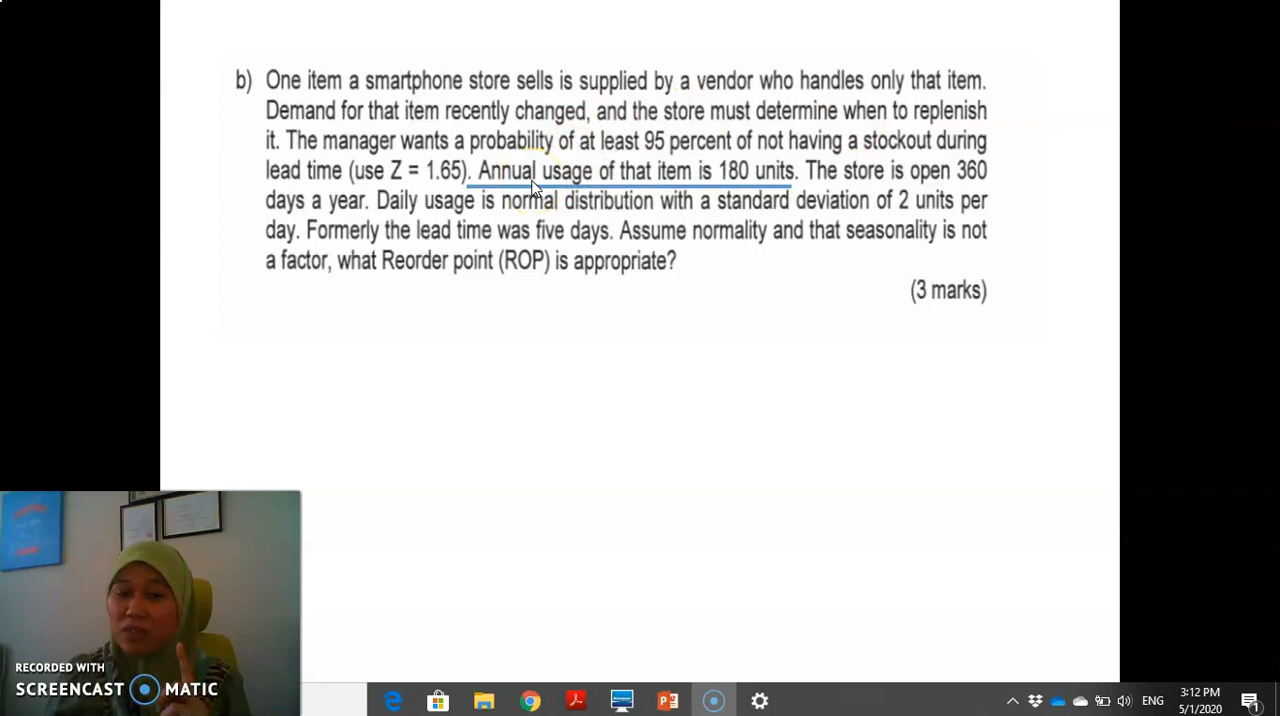 b) One item a smartphone store sells is supplied by a vendor who handles only that item.
Demand for that item recently changed, and the store must determine when to replenish
it. The manager wants a probability of at least 95 percent of not having a stockout during
lead time (use Z = 1.65). Annual usage of that item is 180 units. The store is open 360
days a year. Daily usage is normal distribution with a standard deviation of 2 units per
day. Formerly the lead time was five days. Assume normality and that seasonality is not
a factor, what Reorder point (ROP) is appropriate?
(3 marks)
RECORDED WITH
SCREENCAST MATIC
ENG
3:12 PM
5/1/2020